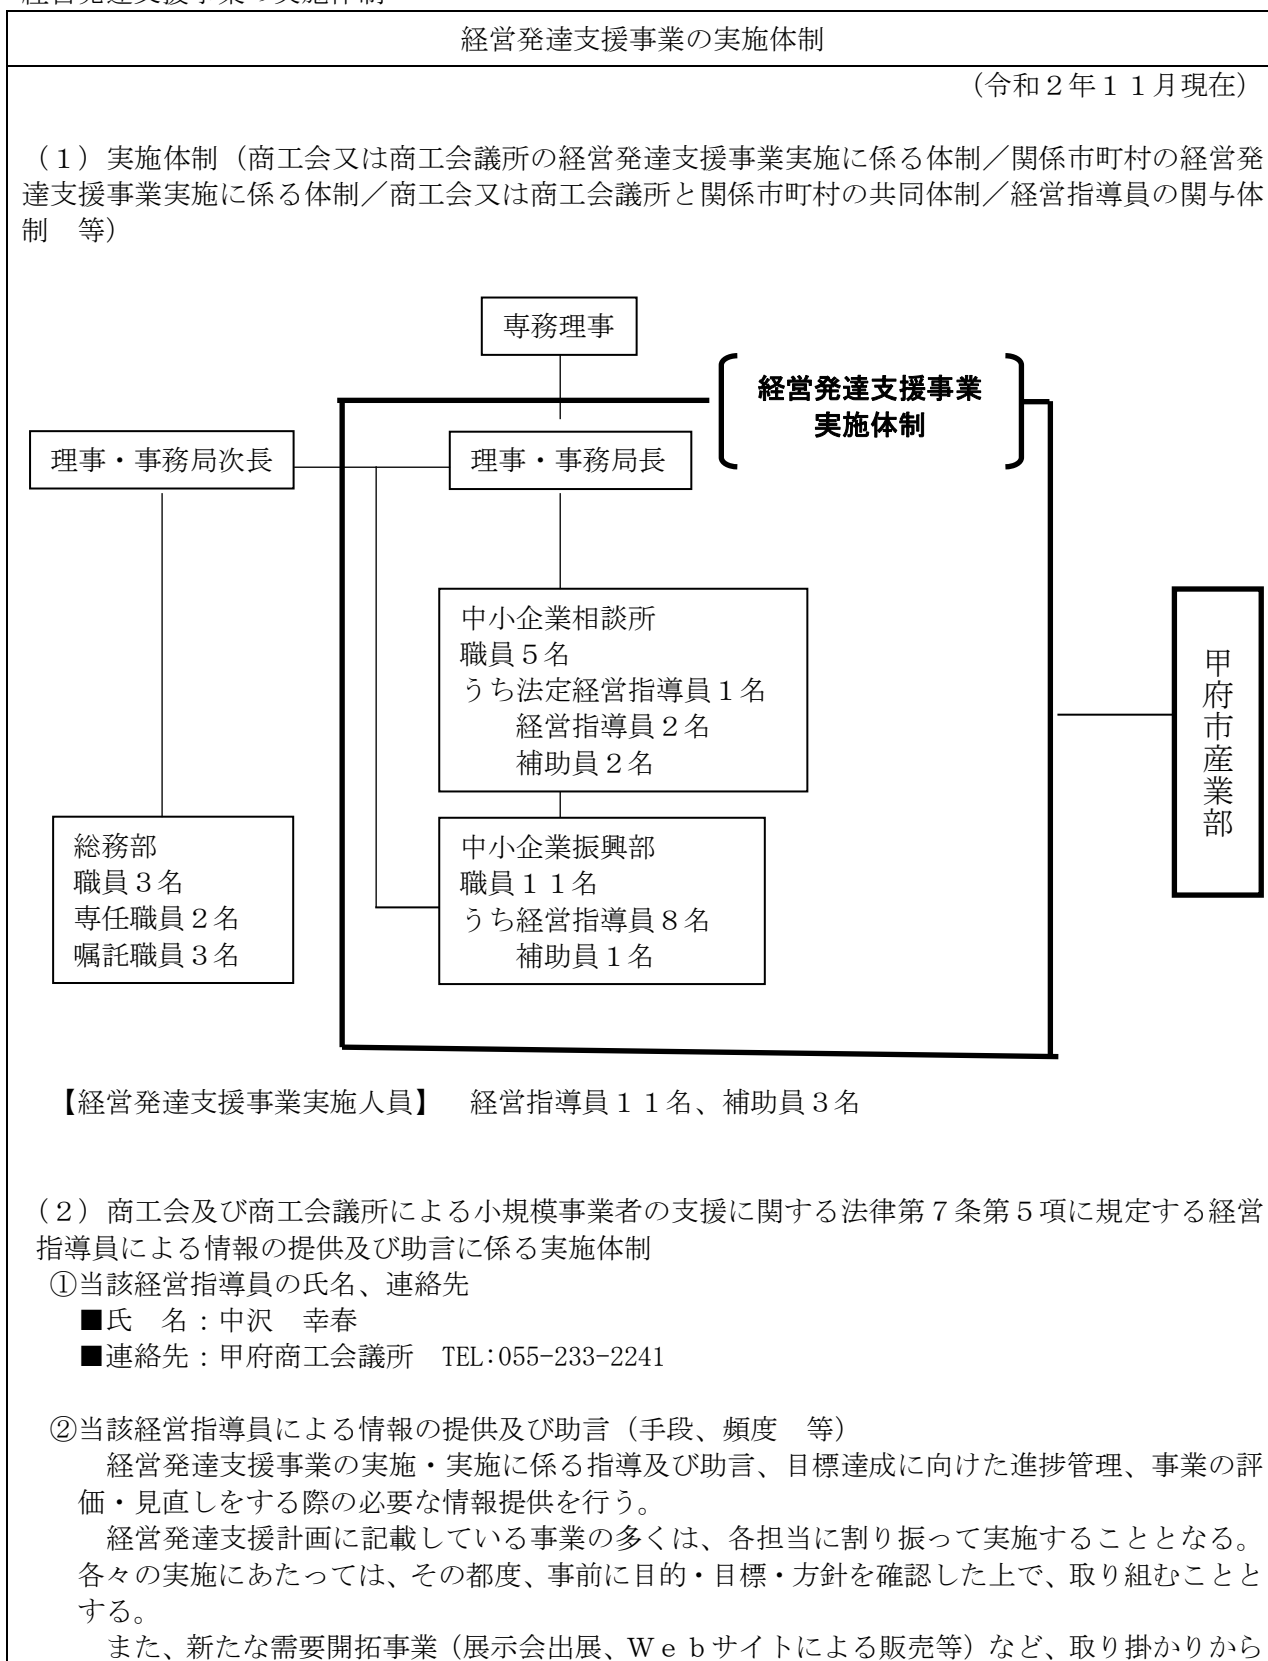 経営発達支援事業の実施体制
経営発達支援事業の実施体制
（令和２年１１月現在）
（１）実施体制（商工会又は商工会議所の経営発達支援事業実施に係る体制／関係市町村の経営発
達支援事業実施に係る体制／商工会又は商工会議所と関係市町村の共同体制／経営指導員の関与体
制　等）
専務理事
経営発達支援事業
実施体制
理事・事務局次長
理事・事務局長
中小企業相談所
職員５名
うち法定経営指導員１名
経営指導員２名
補助員２名
甲府市産業部
総務部
職員３名
専任職員２名
嘱託職員３名
中小企業振興部
職員１１名
うち経営指導員８名
補助員１名
【経営発達支援事業実施人員】　経営指導員１１名、補助員３名
（２）商工会及び商工会議所による小規模事業者の支援に関する法律第７条第５項に規定する経営
指導員による情報の提供及び助言に係る実施体制
①当該経営指導員の氏名、連絡先
■氏　名：中沢　幸春
■連絡先：甲府商工会議所　TEL:055-233-2241
②当該経営指導員による情報の提供及び助言（手段、頻度　等）
経営発達支援事業の実施・実施に係る指導及び助言、目標達成に向けた進捗管理、事業の評
価・見直しをする際の必要な情報提供を行う。
経営発達支援計画に記載している事業の多くは、各担当に割り振って実施することとなる。
各々の実施にあたっては、その都度、事前に目的・目標・方針を確認した上で、取り組むことと
する。
また、新たな需要開拓事業（展示会出展、Ｗｅｂサイトによる販売等）など、取り掛かりから